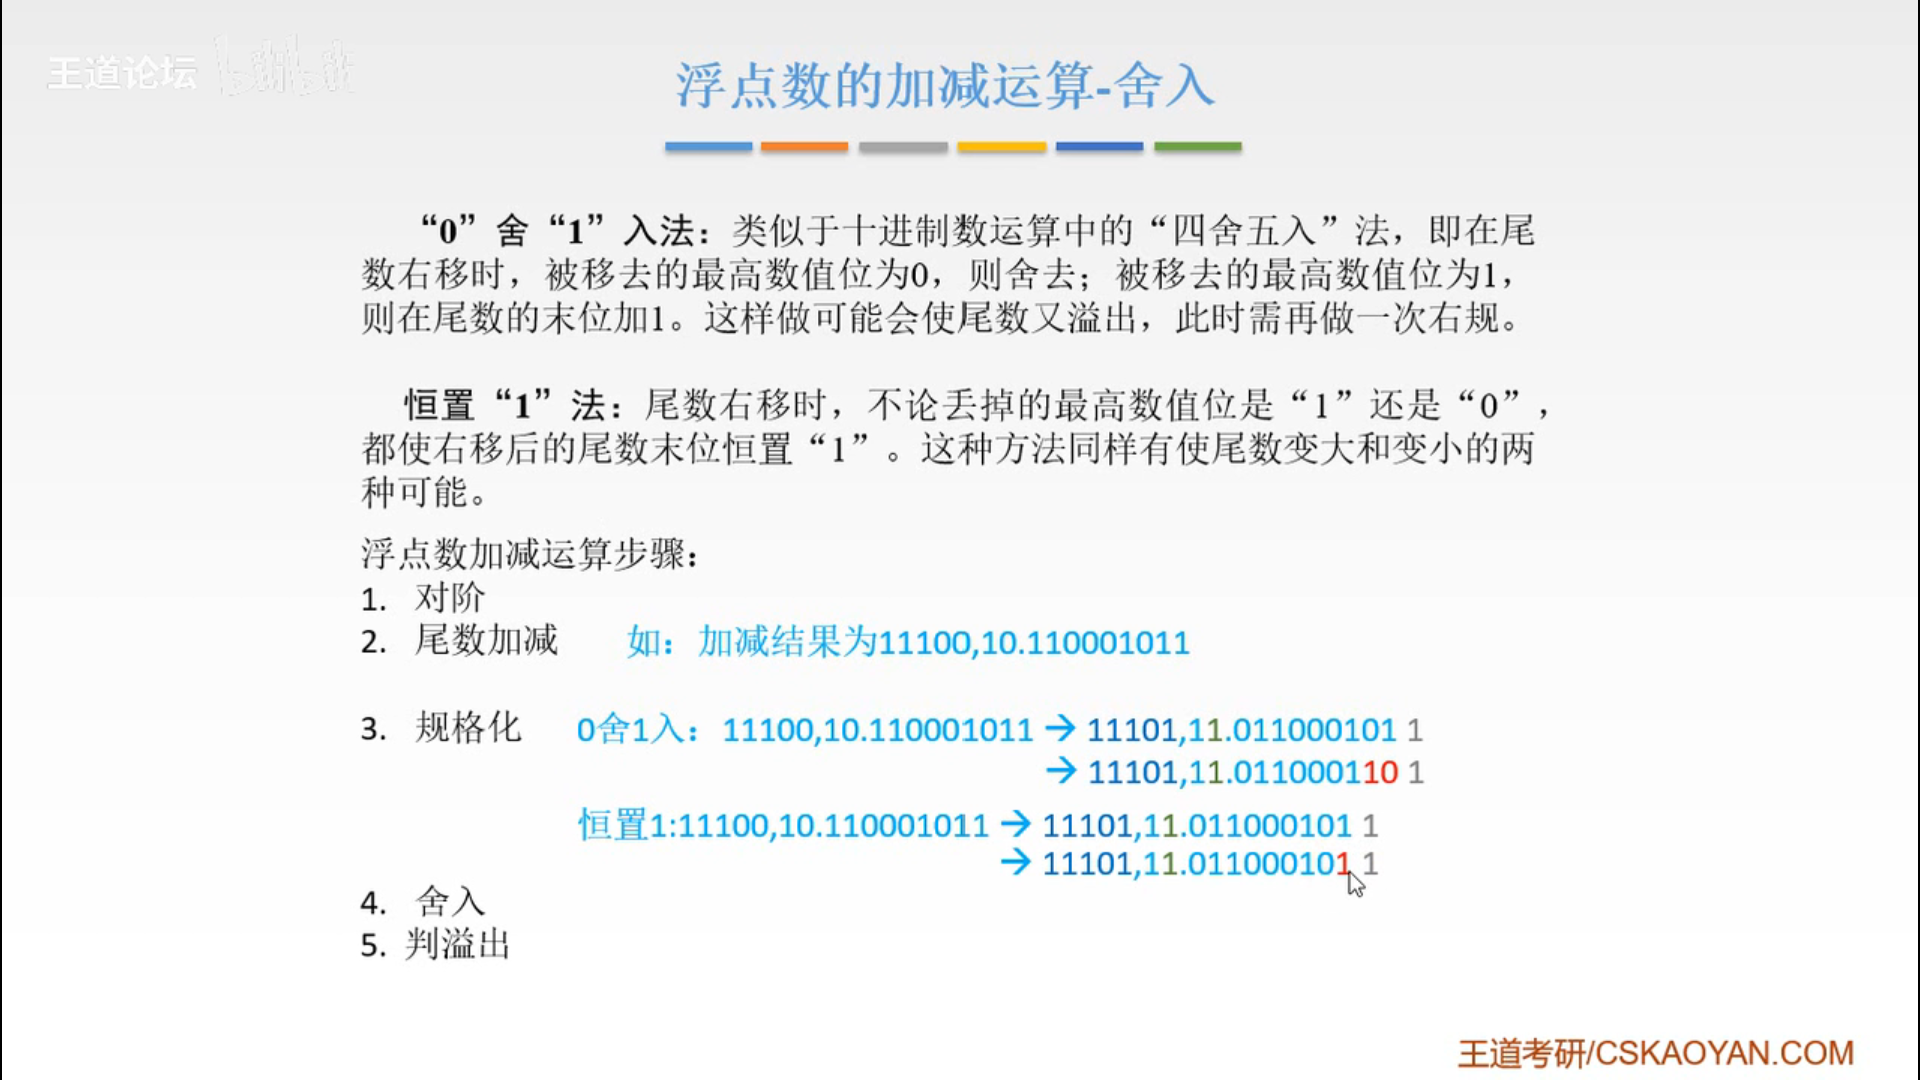 王道论坛 bilibili
浮点数的加减运算-舍入
“0”舍“1”入法：类似于十进制数运算中的“四舍五入”法，即在尾
数右移时，被移去的最高数值位为0，则舍去；被移去的最高数值位为1，
则在尾数的末位加1。这样做可能会使尾数又溢出，此时需再做一次右规。
恒置“1”法：尾数右移时，不论丢掉的最高数值位是“1”还是“0”，
都使右移后的尾数末位恒置“1”。这种方法同样有使尾数变大和变小的两
种可能。
浮点数加减运算步骤：
1. 对阶
2. 尾数加减 如：加减结果为11100,10.110001011
3. 规格化 0舍1入：11100,10.110001011 → 11101,11.011000101 1
→ 11101,11.011000110 1
恒置1:11100,10.110001011 → 11101,11.011000101 1
→ 11101,11.011000101 1
4. 舍入
5. 判溢出
王道考研/CSKAOYAN.COM